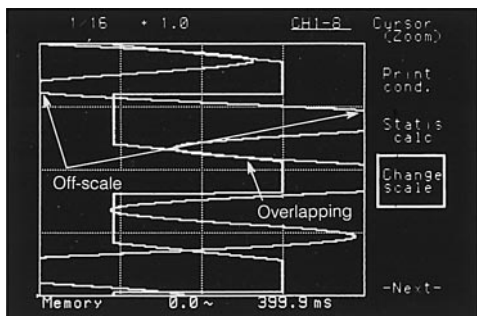 1/16 + 1.0 CH1-8 Cursor
(Zoom)
Print
cond.
Statis
calc
Change
scale
Off-scale
Overlapping
-Next-
Memory 0.0~ 399.9 ms